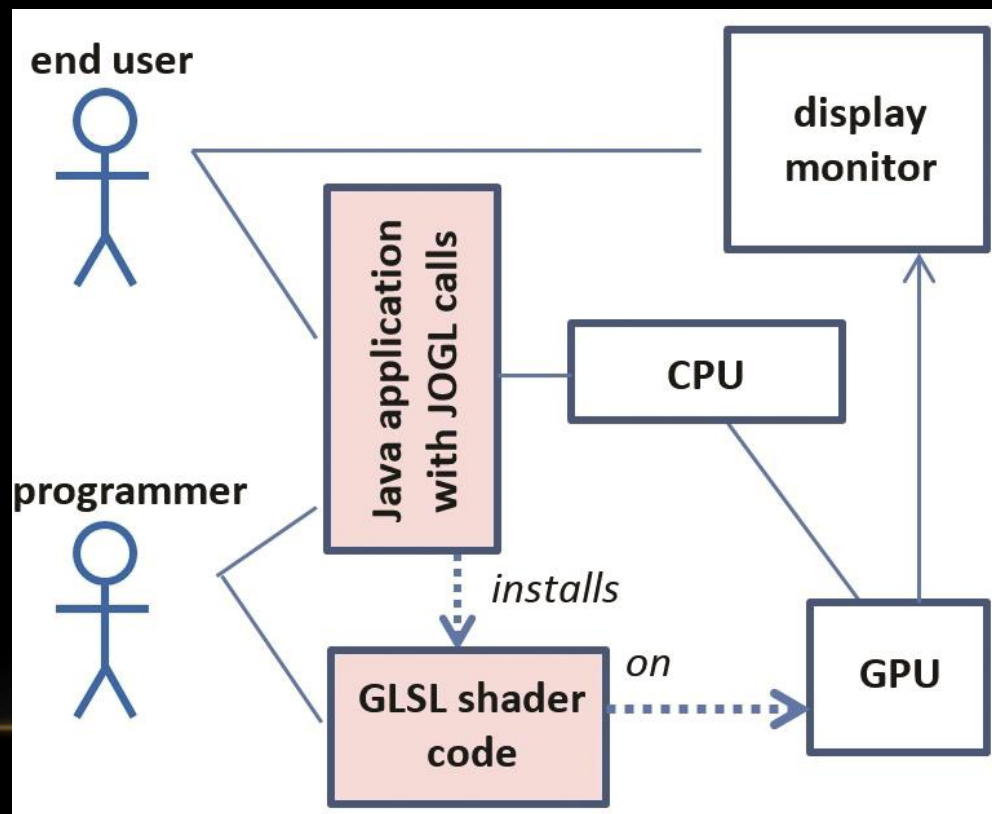 end user
display
monitor
Java application
with JOGL calls
CPU
programmer
installs
on
GLSL shader
code
GPU